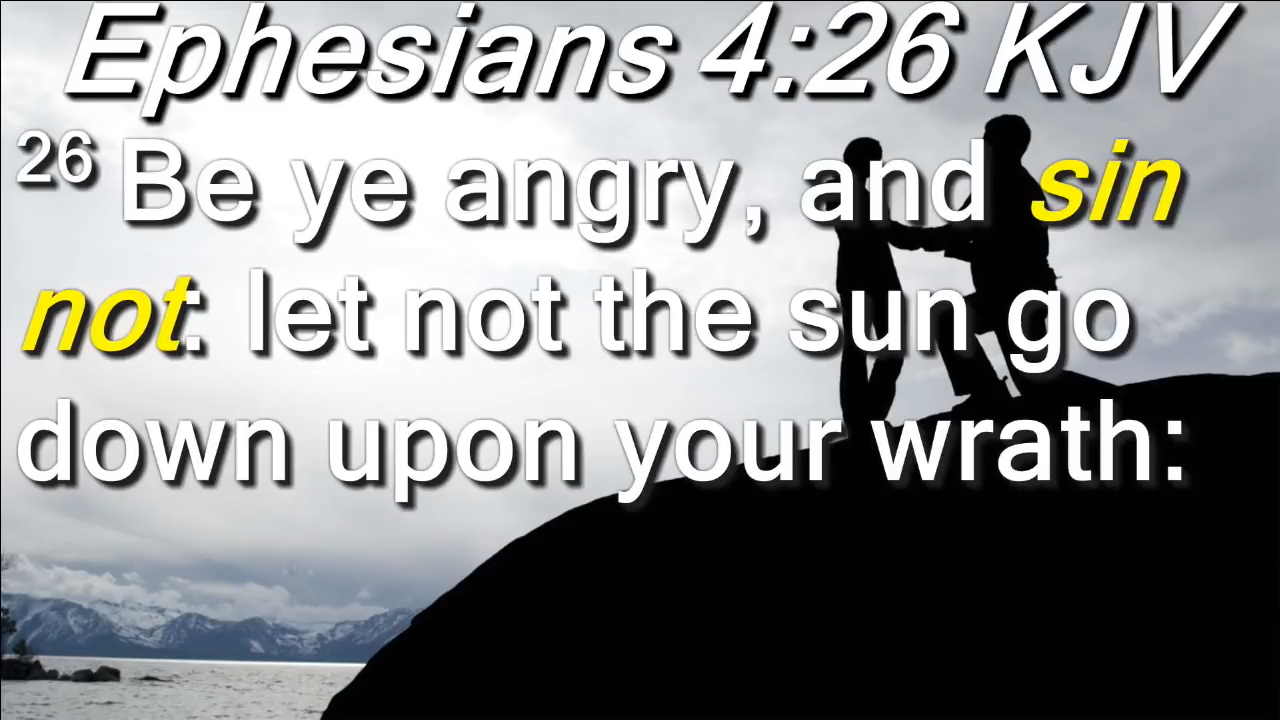 Ephesians 4:26 KJV
26 Be ye angry, and sin
not: let not the sun go
down upon your wrath: